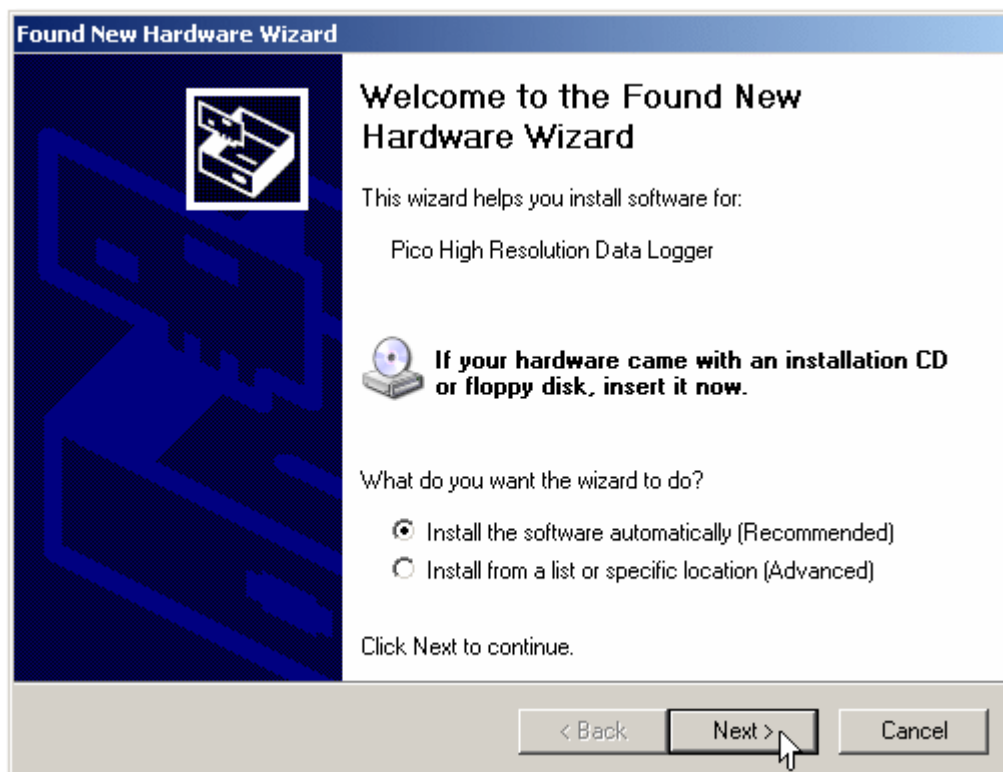 Found New Hardware Wizard
Welcome to the Found New
Hardware Wizard
This wizard helps you install software for:
Pico High Resolution Data Logger
If your hardware came with an installation CD
or floppy disk, insert it now.
What do you want the wizard to do?
Install the software automatically (Recommended)
Install from a list or specific location (Advanced)
Click Next to continue.
< Back
Next >
Cancel